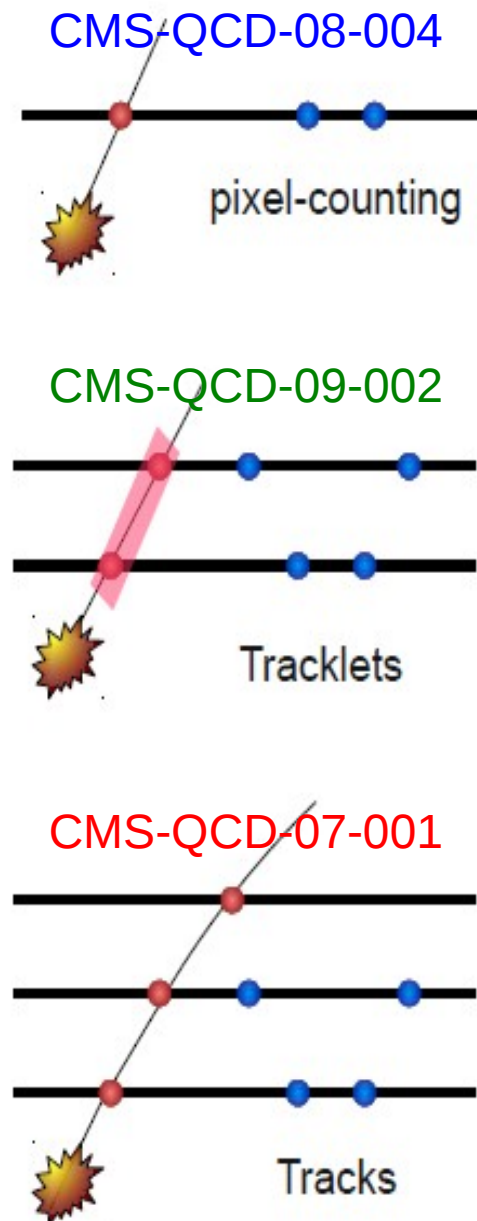 CMS-QCD-08-004
pixel-counting
CMS-QCD-09-002
Tracklets
CMS-QCD-07-001
Tracks